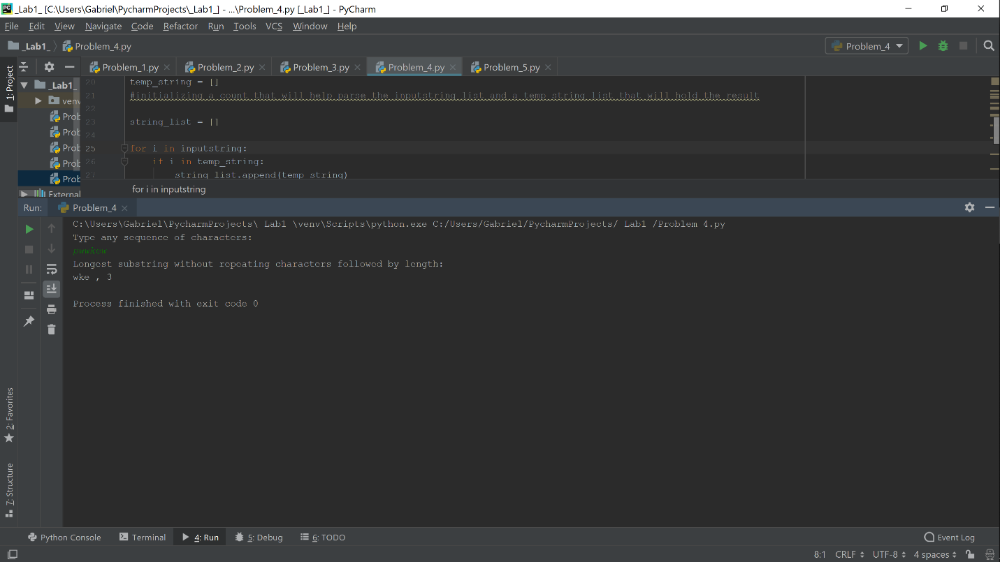 _Lab1_ [C:\Users\Gabriel\PycharmProjects\_Lab1_] - ...\Problem_4.py [_Lab1_] - PyCharm
File Edit View Navigate Code Refactor Run Tools VCS Window Help
_Lab1_ Problem_4.py Problem_4
1: Project
Problem_1.py Problem_2.py Problem_3.py Problem_4.py Problem_5.py
_Lab1_
venv
Prob
Prob
Prob
Prob
Prob
External
20 temp_string = []
21 #initializing a count that will help parse the inputstring list and a temp string list that will hold the result
22
23 string_list = []
24
25 for i in inputstring:
26 if i in temp_string:
27 string_list.append(temp_string)
for i in inputstring
Run: Problem_4
C:\Users\Gabriel\PycharmProjects\_Lab1_\venv\Scripts\python.exe C:/Users/Gabriel/PycharmProjects/_Lab1_/Problem_4.py
Type any sequence of characters:
pwwkew
Longest substring without repeating characters followed by length:
wke , 3
Process finished with exit code 0
2: Favorites
7: Structure
Python Console Terminal 4: Run 5: Debug 6: TODO Event Log
8:1 CRLF UTF-8 4 spaces